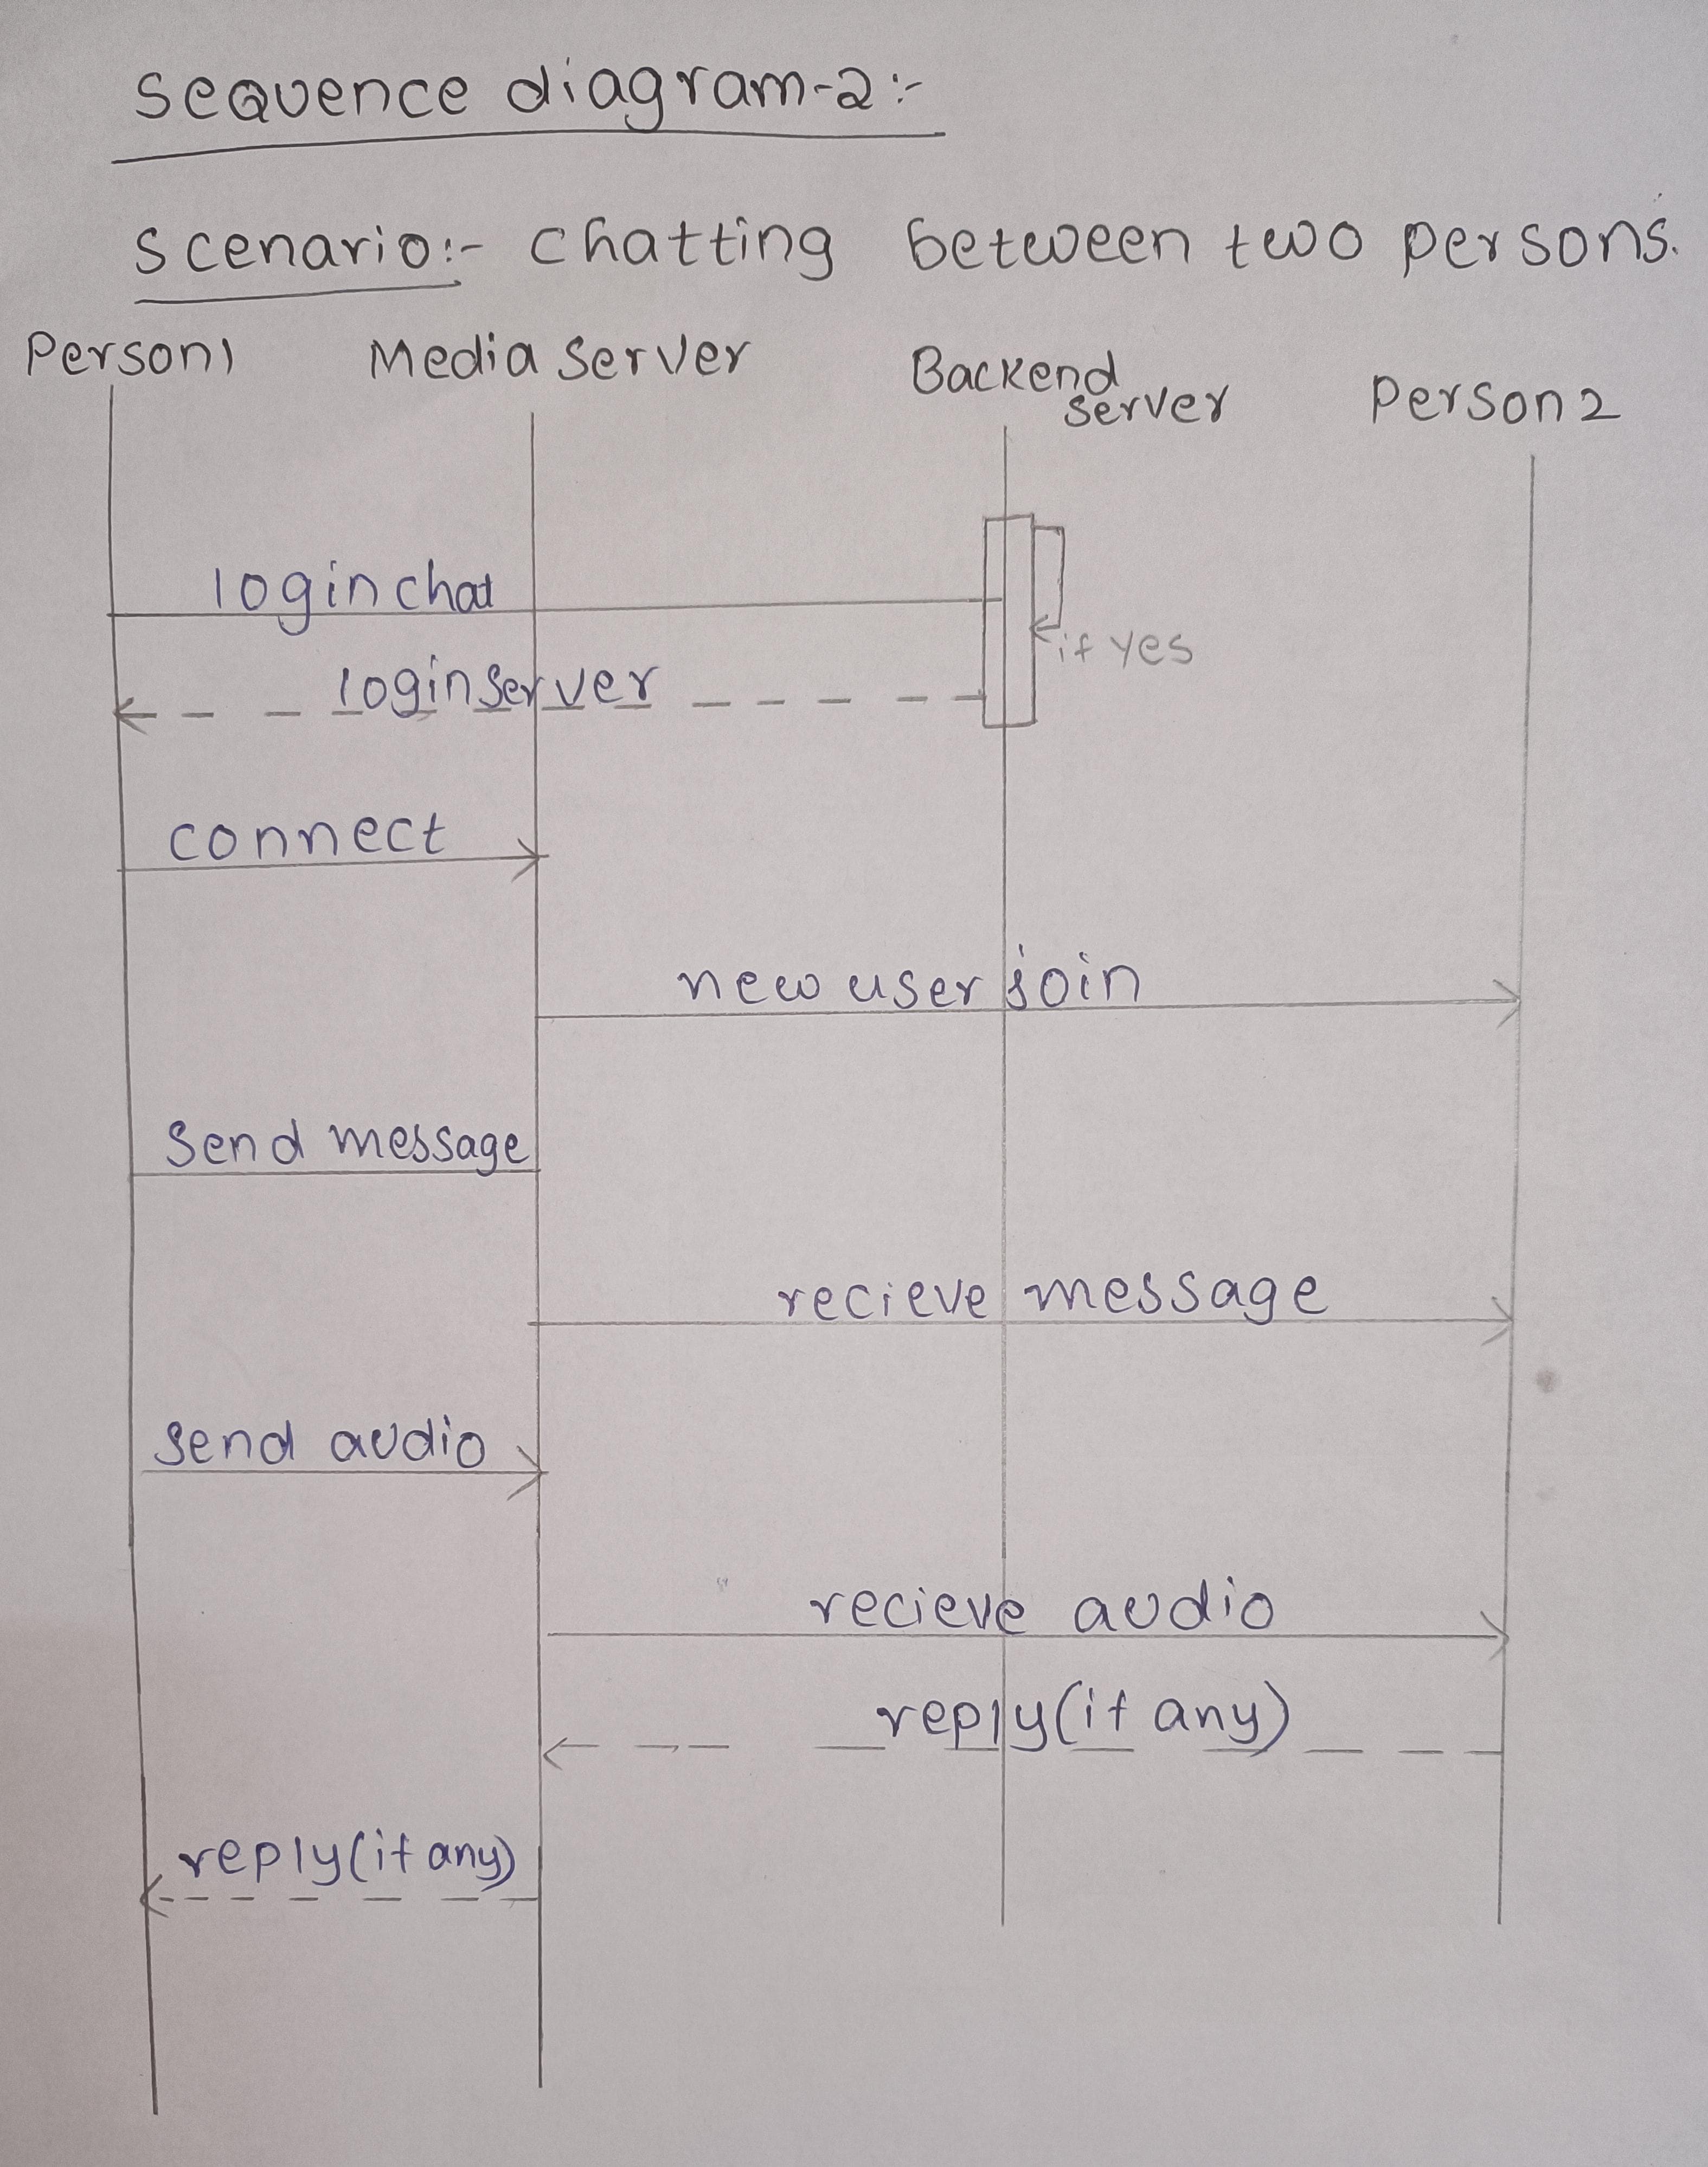 Sequence diagram-2:-
Scenario:- Chatting between two persons.
Person1 Media Server Backend server Person2
login chat
if yes
login server
connect
new user join
Send message
recieve message
Send audio
recieve audio
reply(if any)
reply(if any)